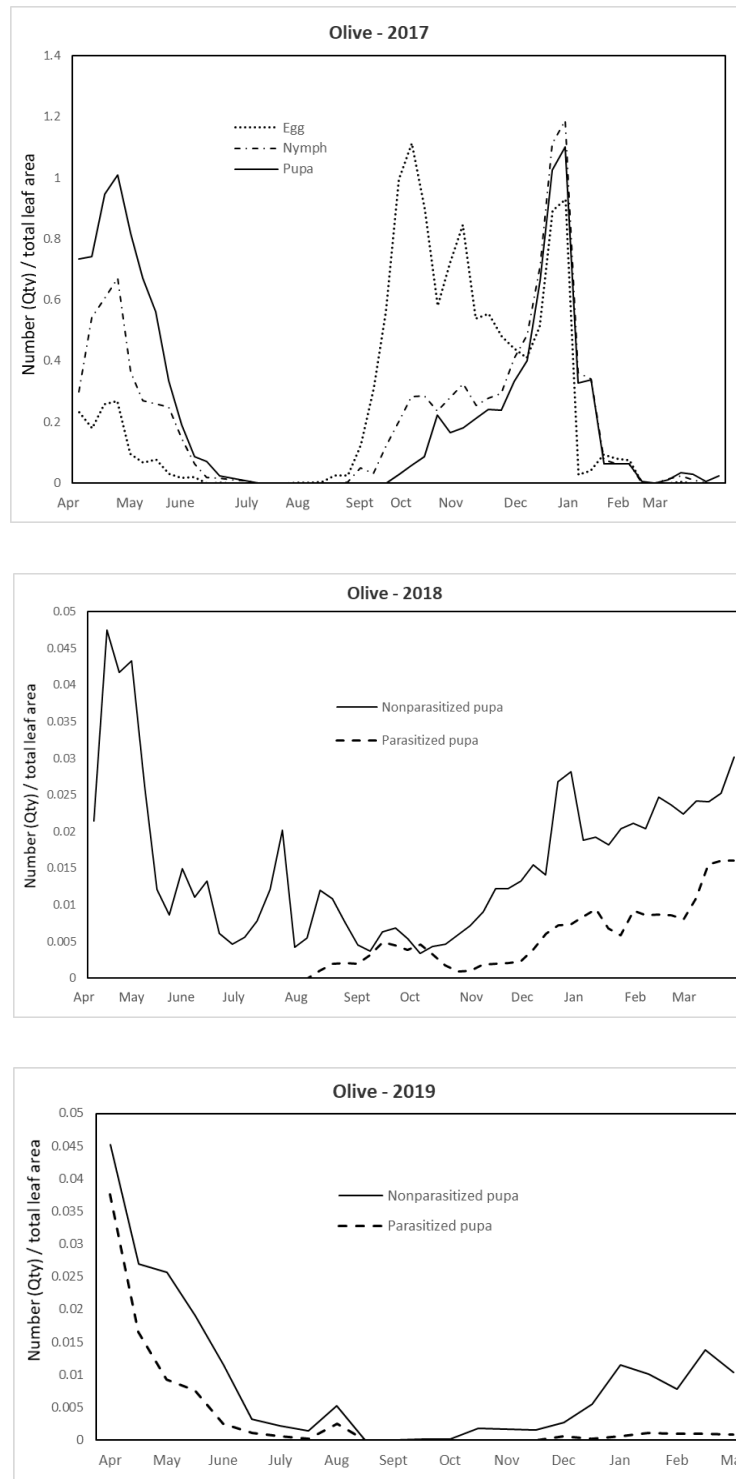 Olive - 2017
Number (Qty) / total leaf area
1.4
1.2
1
0.8
0.6
0.4
0.2
0
Egg
Nymph
Pupa
Apr May June July Aug Sept Oct Nov Dec Jan Feb Mar
Olive - 2018
Number (Qty) / total leaf area
0.05
0.045
0.04
0.035
0.03
0.025
0.02
0.015
0.01
0.005
0
Nonparasitized pupa
Parasitized pupa
Apr May June July Aug Sept Oct Nov Dec Jan Feb Mar
Olive - 2019
Number (Qty) / total leaf area
0.05
0.045
0.04
0.035
0.03
0.025
0.02
0.015
0.01
0.005
0
Nonparasitized pupa
Parasitized pupa
Apr May June July Aug Sept Oct Nov Dec Jan Feb